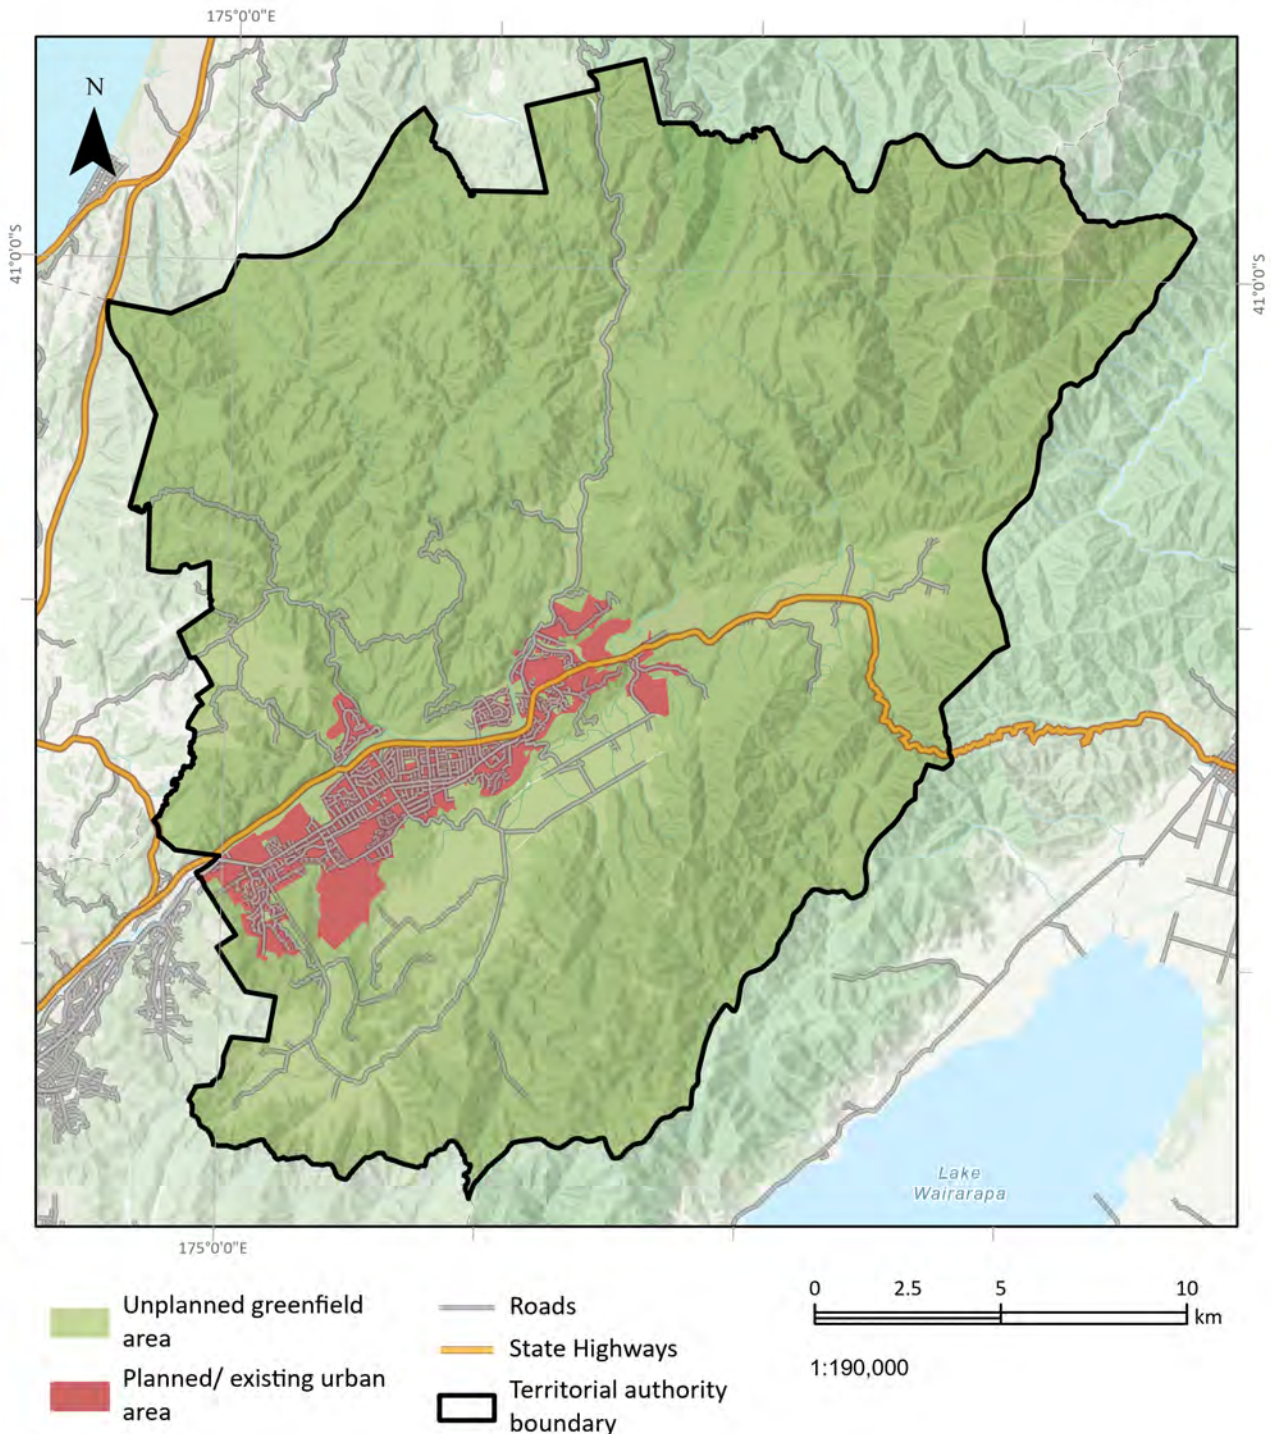 175°0'0"E
N
41°0'0"S
41°0'0"S
Lake
Wairarapa
175°0'0"E
Unplanned greenfield
area
Planned/ existing urban
area
Roads
State Highways
Territorial authority
boundary
0 2.5 5 10
km
1:190,000